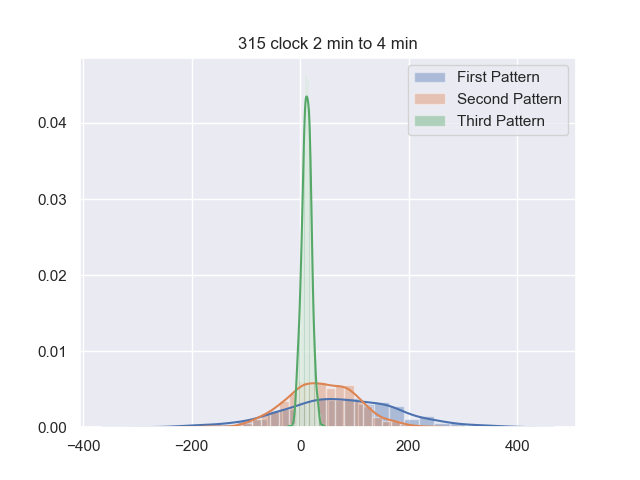 315 clock 2 min to 4 min
First Pattern
Second Pattern
Third Pattern
0.04
0.03
0.02
0.01
0.00
−400 −200 0 200 400